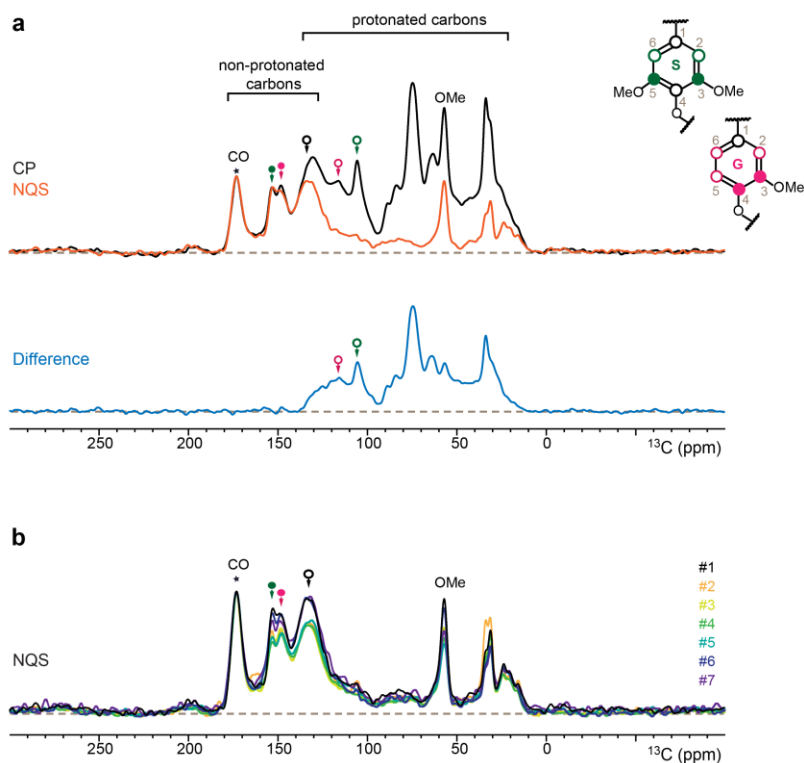 a
protonated carbons
non-protonated
carbons
CO
OMe
CP
NQS
1
6
2
S
MeO
5
3
OMe
4
O
1
6
2
G
5
3
OMe
4
O
Difference
250
200
150
100
50
0
¹³C (ppm)
b
CO
OMe
NQS
#1
#2
#3
#4
#5
#6
#7
250
200
150
100
50
0
¹³C (ppm)